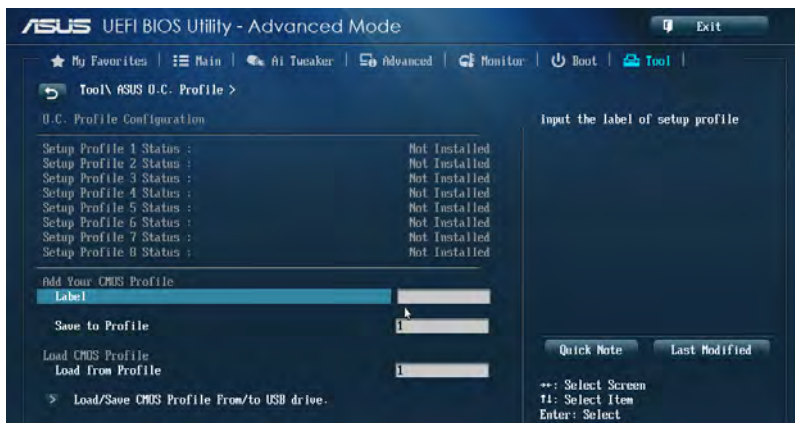 ASUS UEFI BIOS Utility - Advanced Mode
Exit
My Favorites | Main | Ai Tweaker | Advanced | Monitor | Boot | Tool |
Tool\ ASUS O.C. Profile >
O.C. Profile Configuration
Input the label of setup profile
Setup Profile 1 Status : Not Installed
Setup Profile 2 Status : Not Installed
Setup Profile 3 Status : Not Installed
Setup Profile 4 Status : Not Installed
Setup Profile 5 Status : Not Installed
Setup Profile 6 Status : Not Installed
Setup Profile 7 Status : Not Installed
Setup Profile 8 Status : Not Installed
Add Your CMOS Profile
Label
Save to Profile 1
Load CMOS Profile
Load from Profile 1
> Load/Save CMOS Profile From/to USB drive.
Quick Note
Last Modified
→←: Select Screen
↑↓: Select Item
Enter: Select